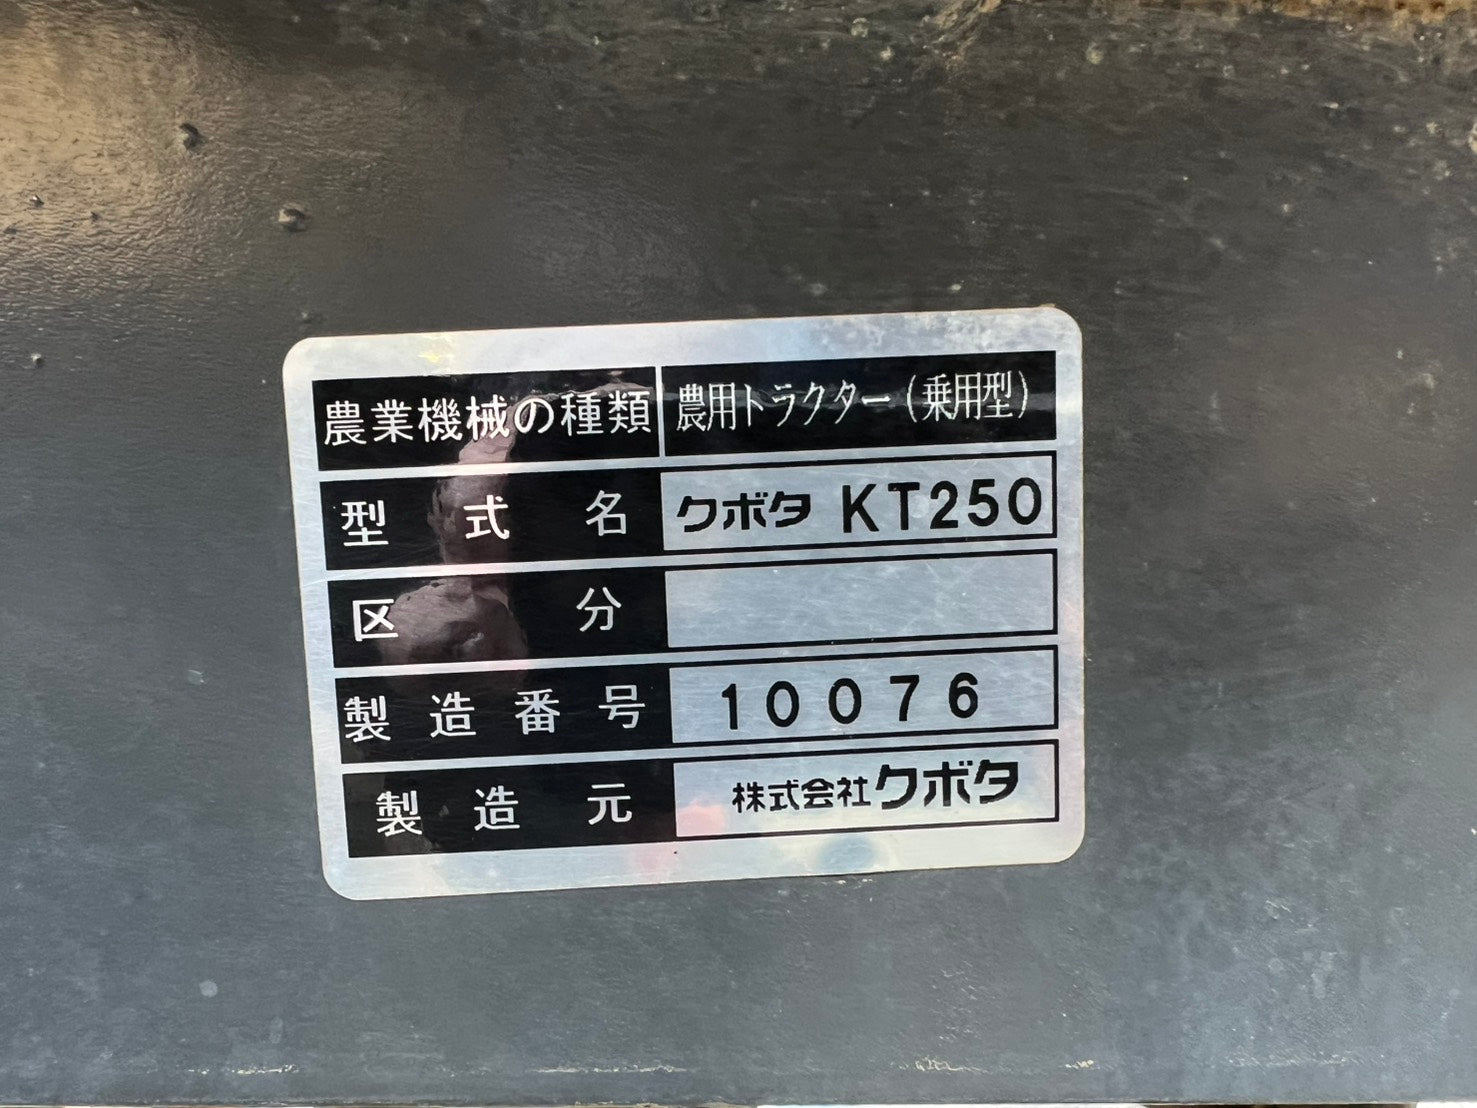 農業機械の種類 農用トラクター(乗用型)
型式名 クボタ KT250
区分
製造番号 10076
製造元 株式会社クボタ